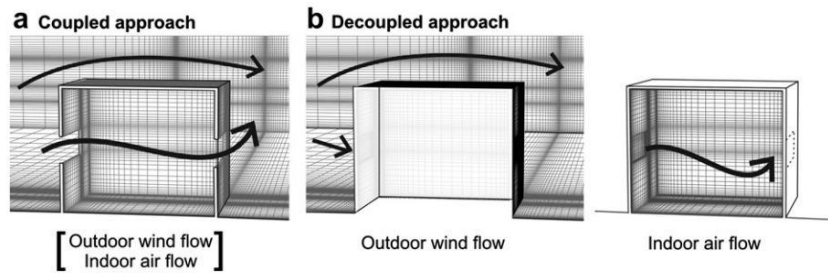 a Coupled approach
b Decoupled approach
[ Outdoor wind flow
Indoor air flow ]
Outdoor wind flow
Indoor air flow